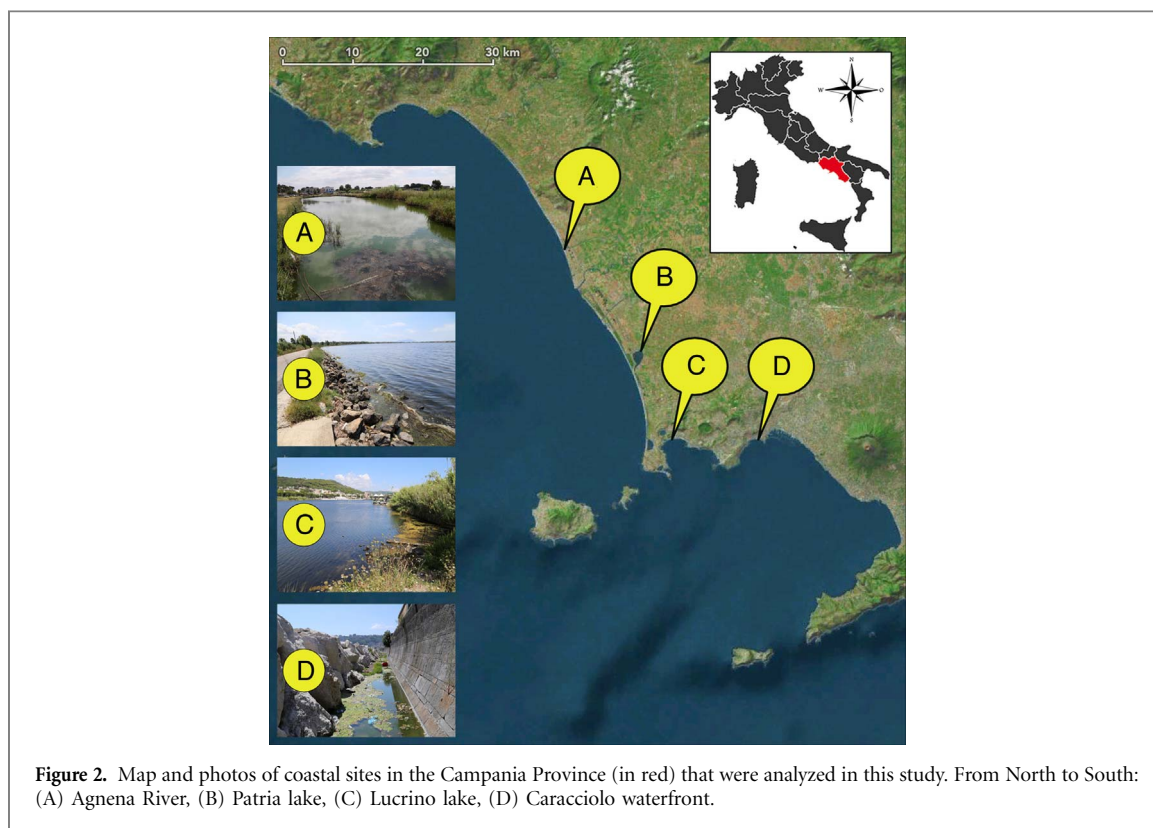 0 10 20 30 km
N
W O
S
A
B
C
D
A
B
C
D
Figure 2. Map and photos of coastal sites in the Campania Province (in red) that were analyzed in this study. From North to South:
(A) Agnena River, (B) Patria lake, (C) Lucrino lake, (D) Caracciolo waterfront.